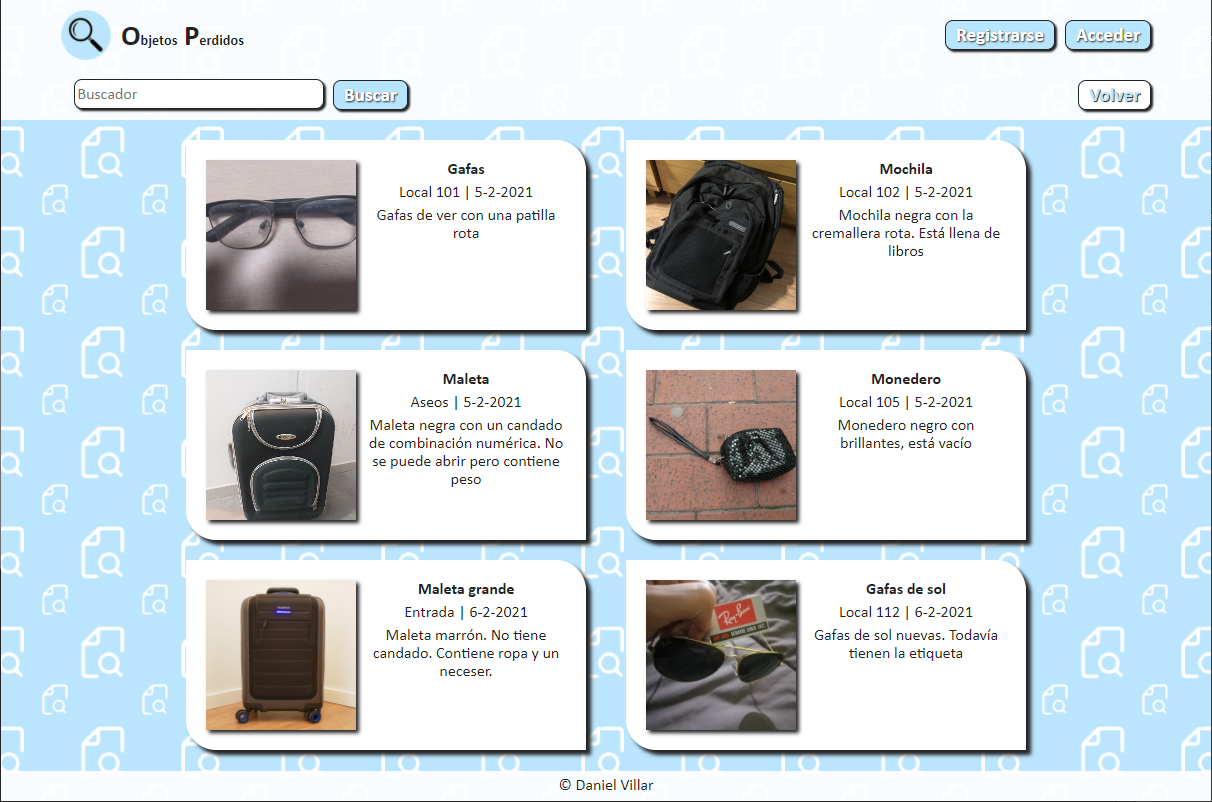 Objetos Perdidos
Registrarse
Acceder
Buscador
Buscar
Volver
Gafas
Local 101 | 5-2-2021
Gafas de ver con una patilla
rota
Mochila
Local 102 | 5-2-2021
Mochila negra con la
cremallera rota. Está llena de
libros
Maleta
Aseos | 5-2-2021
Maleta negra con un candado
de combinación numérica. No
se puede abrir pero contiene
peso
Monedero
Local 105 | 5-2-2021
Monedero negro con
brillantes, está vacío
Maleta grande
Entrada | 6-2-2021
Maleta marrón. No tiene
candado. Contiene ropa y un
neceser.
Ray-Ban
Gafas de sol
Local 112 | 6-2-2021
Gafas de sol nuevas. Todavía
tienen la etiqueta
© Daniel Villar